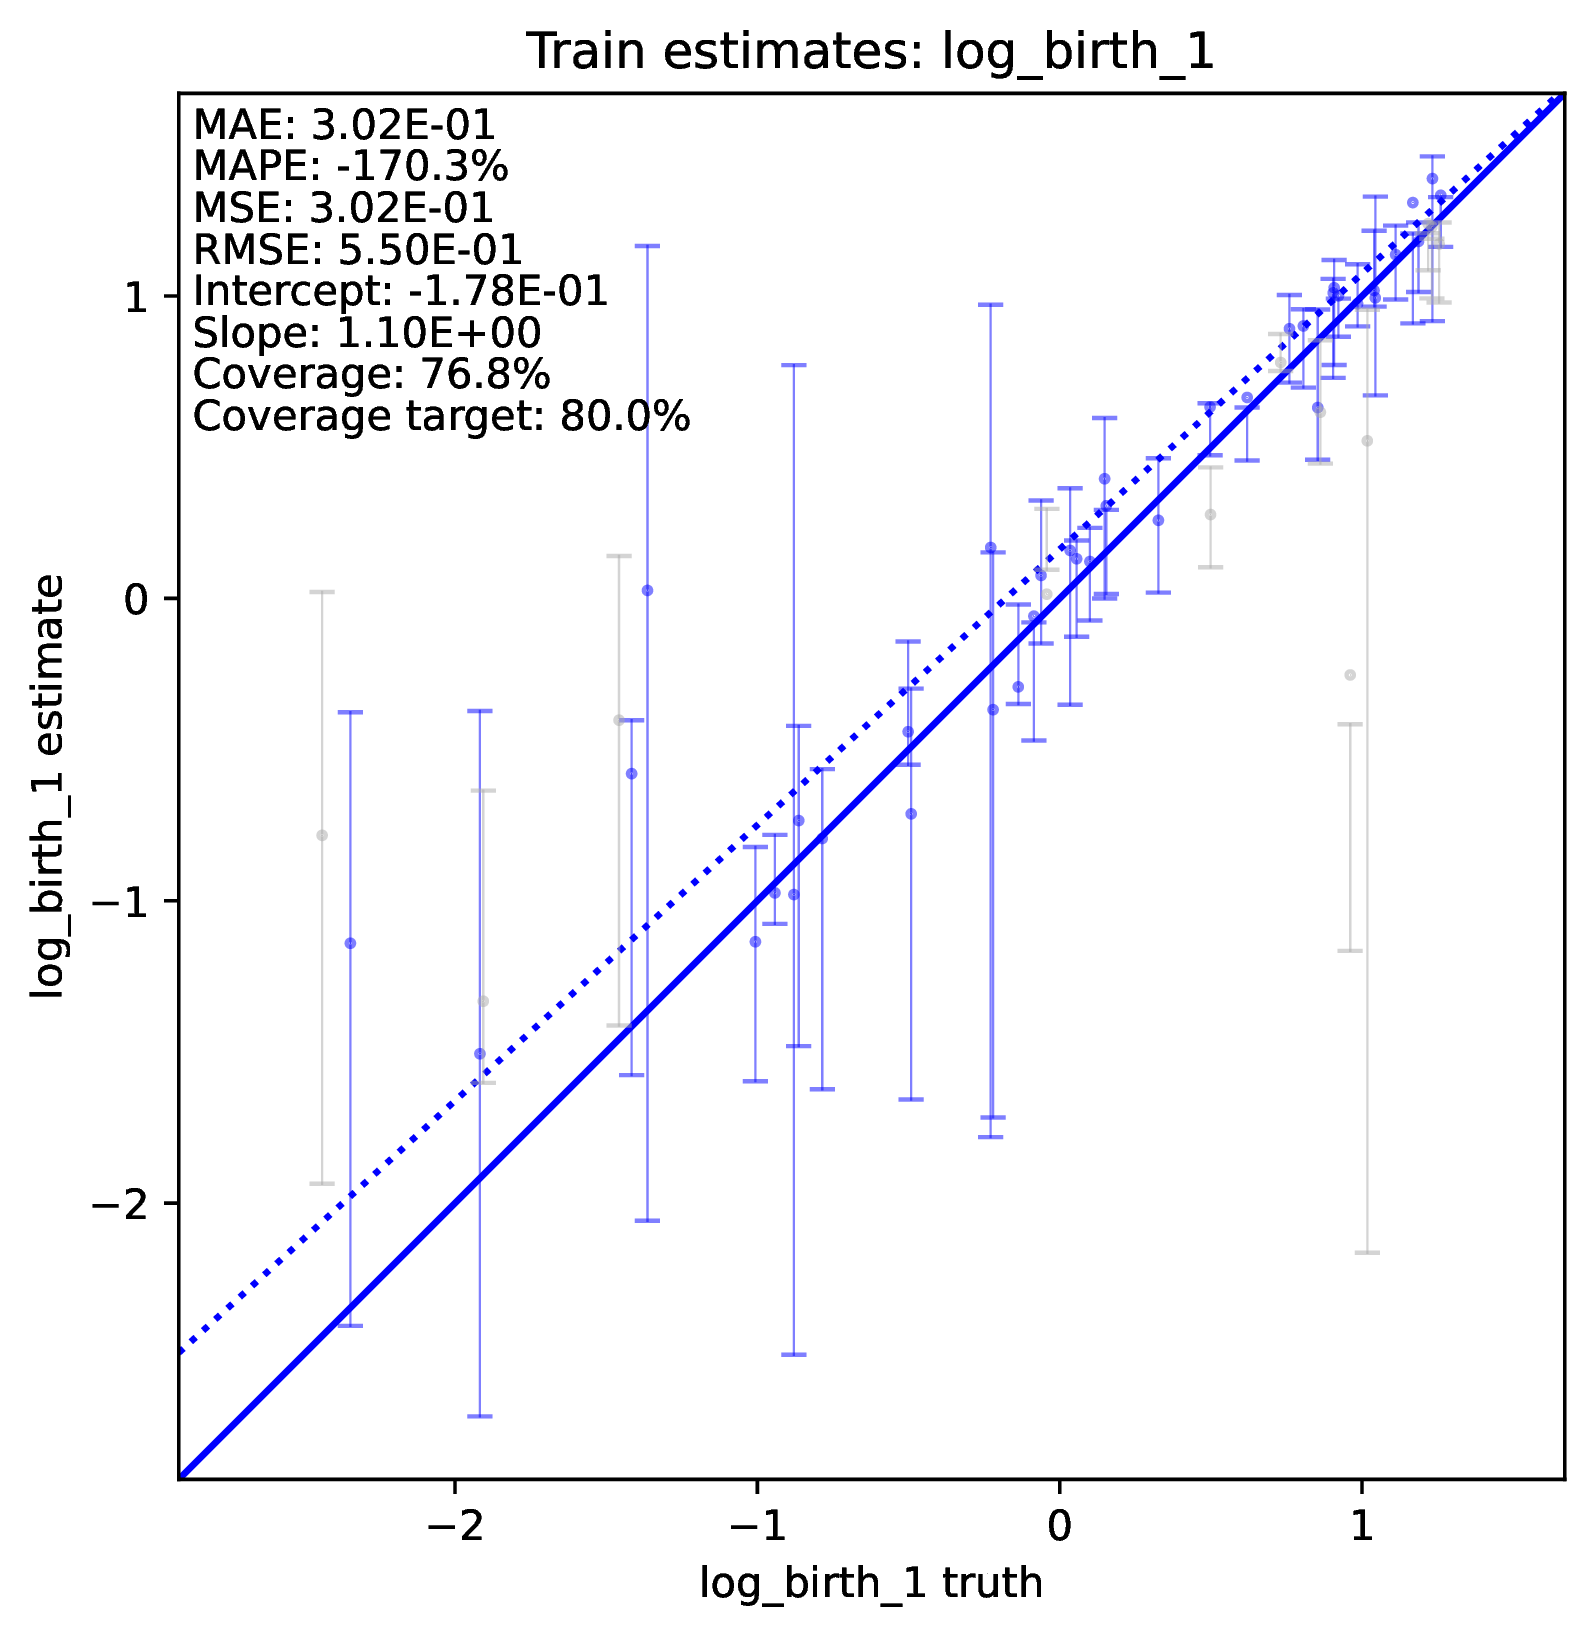 Train estimates: log_birth_1
MAE: 3.02E-01
MAPE: -170.3%
MSE: 3.02E-01
RMSE: 5.50E-01
Intercept: -1.78E-01
Slope: 1.10E+00
Coverage: 76.8%
Coverage target: 80.0%
log_birth_1 estimate
1
0
−1
−2
−2
−1
0
1
log_birth_1 truth